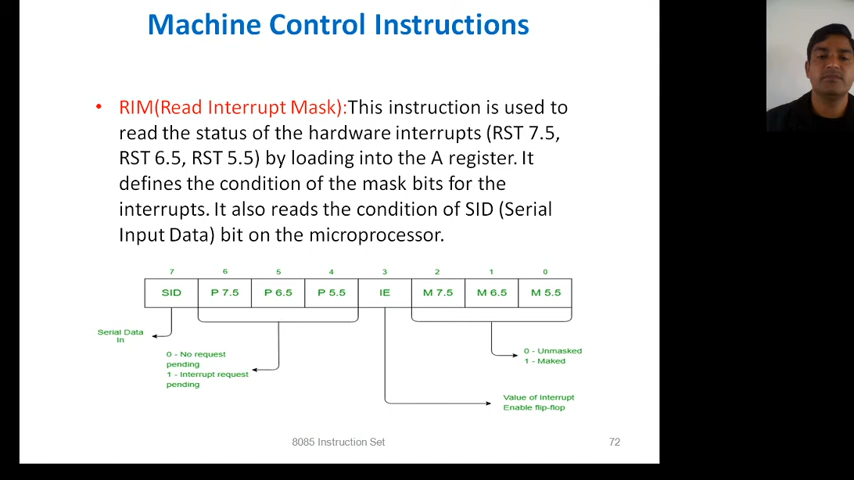 Machine Control Instructions
• RIM(Read Interrupt Mask):This instruction is used to
read the status of the hardware interrupts (RST 7.5,
RST 6.5, RST 5.5) by loading into the A register. It
defines the condition of the mask bits for the
interrupts. It also reads the condition of SID (Serial
Input Data) bit on the microprocessor.
7 6 5 4 3 2 1 0
SID P 7.5 P 6.5 P 5.5 IE M 7.5 M 6.5 M 5.5
Serial Data
In
0 - No request
pending
1 - Interrupt request
pending
0 - Unmasked
1 - Maked
Value of Interrupt
Enable flip-flop
8085 Instruction Set
72